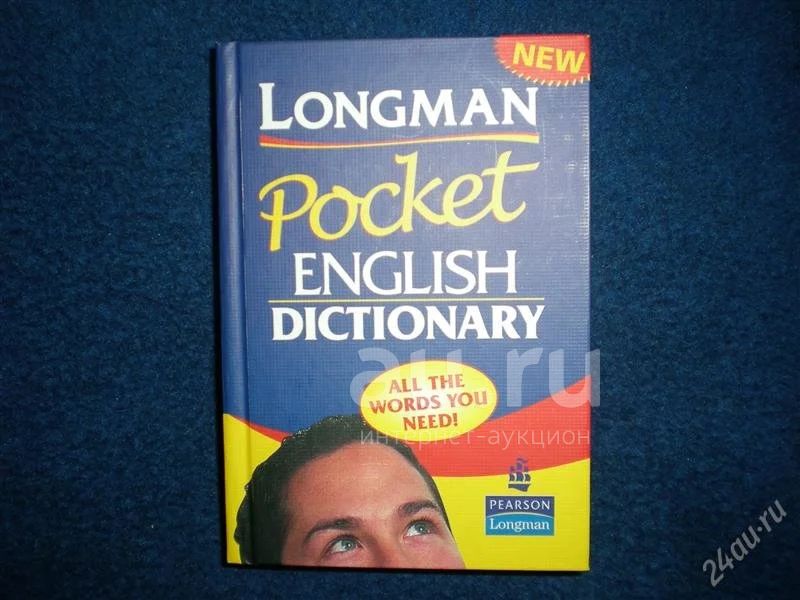 NEW
LONGMAN
Pocket
ENGLISH
DICTIONARY
au.ru
ALL THE
WORDS YOU
NEED!
интернет-аукцион
PEARSON
Longman
24au.ru